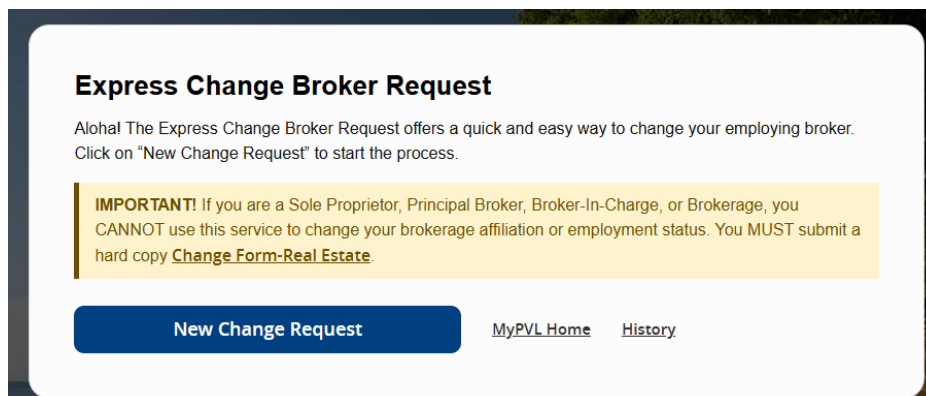 Express Change Broker Request
Aloha! The Express Change Broker Request offers a quick and easy way to change your employing broker.
Click on “New Change Request” to start the process.
IMPORTANT! If you are a Sole Proprietor, Principal Broker, Broker-In-Charge, or Brokerage, you
CANNOT use this service to change your brokerage affiliation or employment status. You MUST submit a
hard copy Change Form-Real Estate.
New Change Request MyPVL Home History